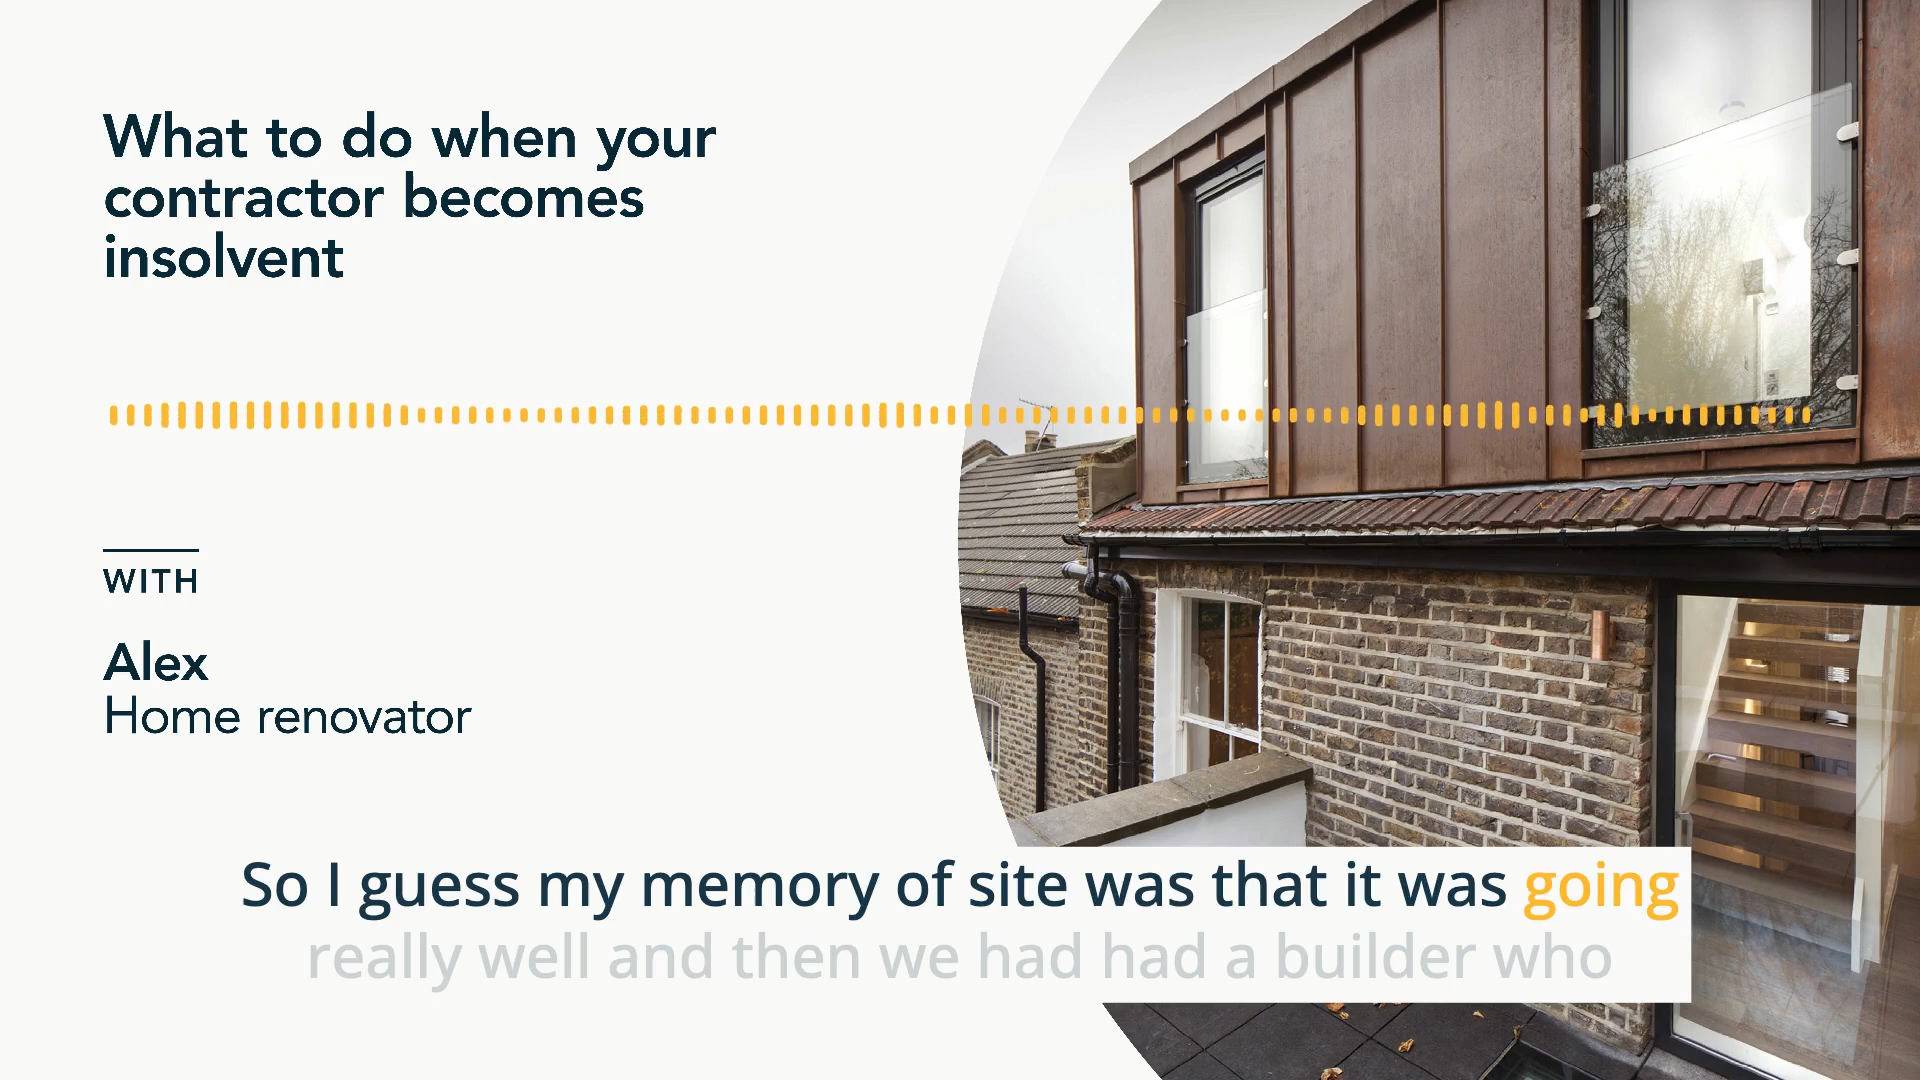 What to do when your
contractor becomes
insolvent
WITH
Alex
Home renovator
So I guess my memory of site was that it was going
really well and then we had had a builder who